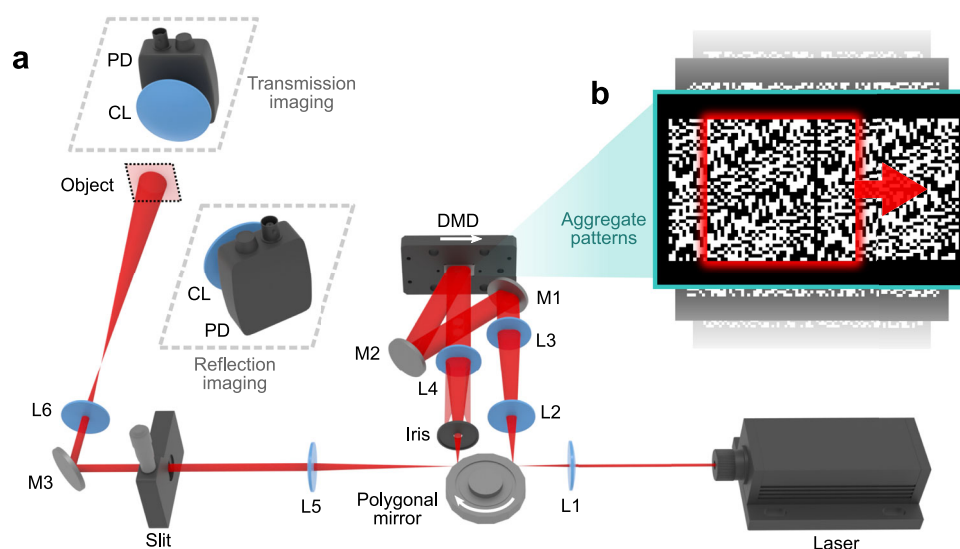 a
PD
CL
Transmission
imaging
Object
CL
PD
Reflection
imaging
DMD
M1
M2
L3
L4
L2
Iris
L6
M3
Slit
L5
Polygonal
mirror
L1
Laser
b
Aggregate
patterns